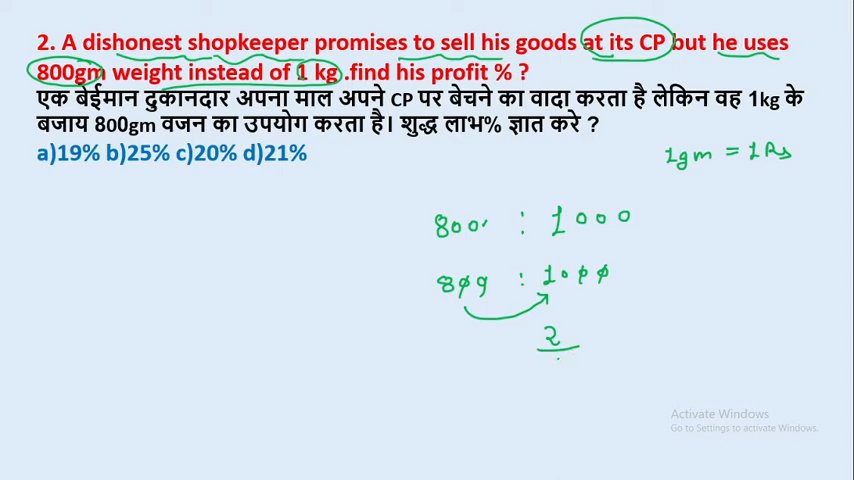 2. A dishonest shopkeeper promises to sell his goods at its CP but he uses
800gm weight instead of 1 kg .find his profit % ?
एक बेईमान दुकानदार अपना माल अपने CP पर बेचने का वादा करता है लेकिन वह 1kg के
बजाय 800gm वजन का उपयोग करता है। शुद्ध लाभ% ज्ञात करे ?
a)19% b)25% c)20% d)21%
1gm = 1Rs
800 : 1000
800 : 1000
2
Activate Windows
Go to Settings to activate Windows.